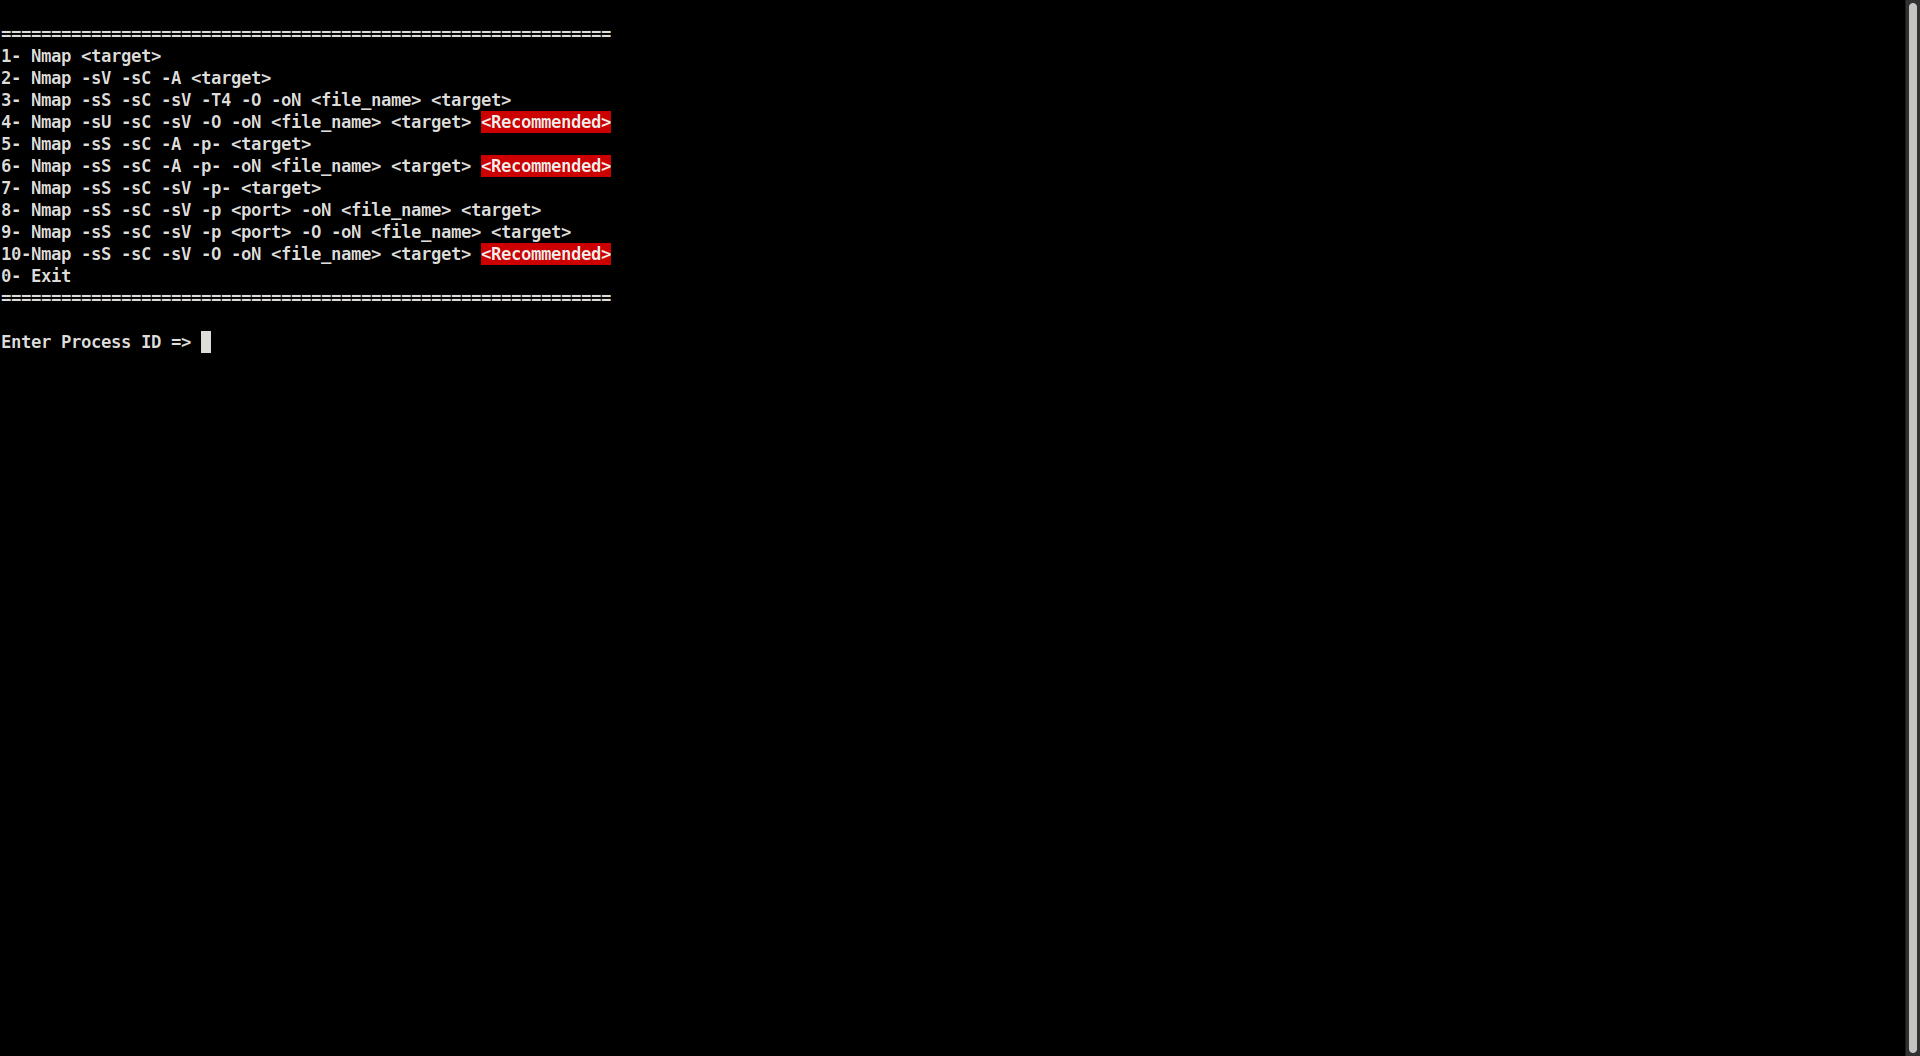 =============================================================
1- Nmap <target>
2- Nmap -sV -sC -A <target>
3- Nmap -sS -sC -sV -T4 -O -oN <file_name> <target>
4- Nmap -sU -sC -sV -O -oN <file_name> <target> <Recommended>
5- Nmap -sS -sC -A -p- <target>
6- Nmap -sS -sC -A -p- -oN <file_name> <target> <Recommended>
7- Nmap -sS -sC -sV -p- <target>
8- Nmap -sS -sC -sV -p <port> -oN <file_name> <target>
9- Nmap -sS -sC -sV -p <port> -O -oN <file_name> <target>
10-Nmap -sS -sC -sV -O -oN <file_name> <target> <Recommended>
0- Exit
=============================================================
Enter Process ID =>